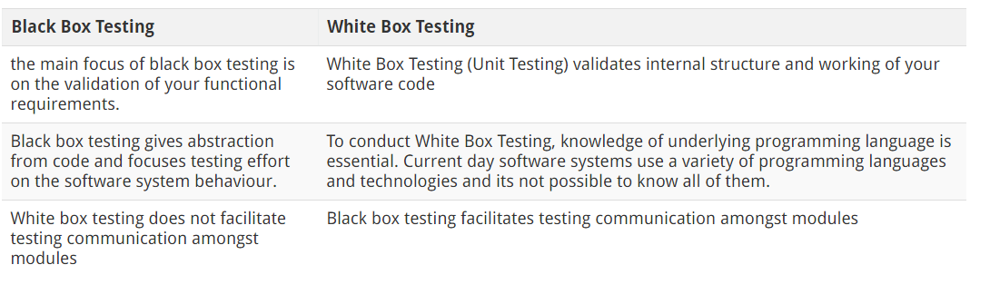 Black Box Testing
White Box Testing
the main focus of black box testing is
on the validation of your functional
requirements.
White Box Testing (Unit Testing) validates internal structure and working of your
software code
Black box testing gives abstraction
from code and focuses testing effort
on the software system behaviour.
To conduct White Box Testing, knowledge of underlying programming language is
essential. Current day software systems use a variety of programming languages
and technologies and its not possible to know all of them.
White box testing does not facilitate
testing communication amongst
modules
Black box testing facilitates testing communication amongst modules